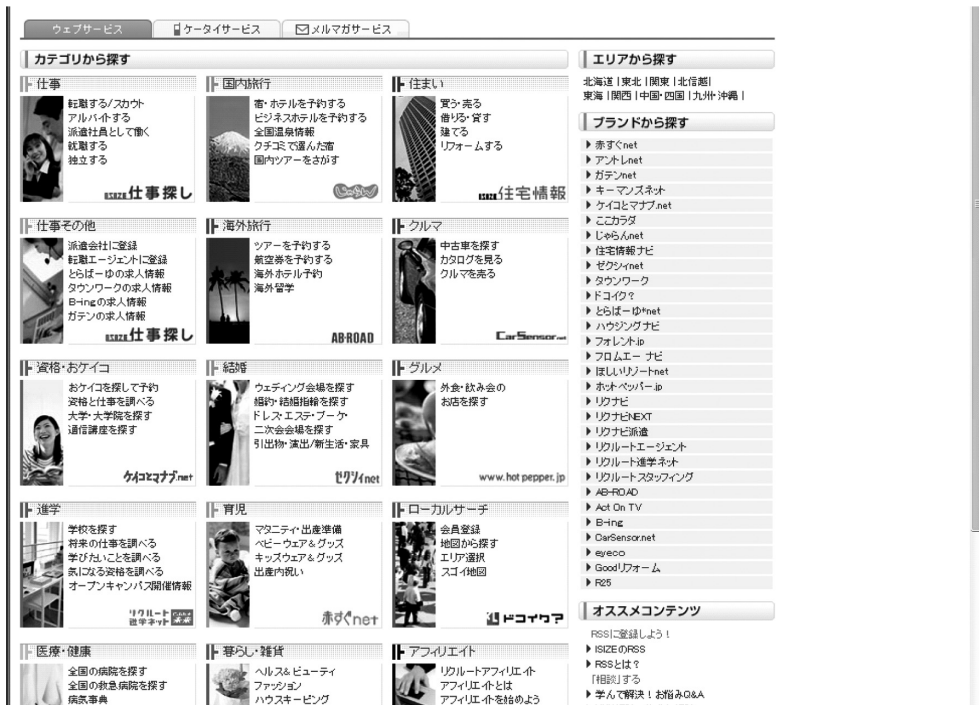 ウェブサービス
ケータイサービス
メルマガサービス
カテゴリから探す
仕事
転職する/スカウト
アルバイトする
派遣社員として働く
就職する
独立する
ISIZE仕事探し
国内旅行
宿・ホテルを予約する
ビジネスホテルを予約する
全国温泉情報
クチコミで選んだ宿
国内ツアーをさがす
じゃらん
住まい
買う・売る
借りる・貸す
建てる
リフォームする
ISIZE住宅情報
仕事その他
派遣会社に登録
転職エージェントに登録
とらばーゆの求人情報
タウンワークの求人情報
B-ingの求人情報
ガテンの求人情報
ISIZE仕事探し
海外旅行
ツアーを予約する
航空券を予約する
海外ホテル予約
海外留学
AB-ROAD
クルマ
中古車を探す
カタログを見る
クルマを売る
CarSensor.net
資格・おケイコ
おケイコを探して予約
資格と仕事を調べる
大学・大学院を探す
通信講座を探す
ケイコとマナブ.net
結婚
ウェディング会場を探す
婚約・結婚指輪を探す
ドレス・エステ・ブーケ
二次会会場を探す
引出物・演出/新生活・家具
ゼクシィnet
グルメ
外食・飲み会の
お店を探す
www.hotpepper.jp
進学
学校を探す
将来の仕事を調べる
学びたいことを調べる
気になる資格を調べる
オープンキャンパス開催情報
リクルート
進学ネット
育児
マタニティ・出産準備
ベビーウェア＆グッズ
キッズウェア＆グッズ
出産内祝い
赤すぐnet
ローカルサーチ
会員登録
地図から探す
エリア選択
スゴイ地図
ドコイク？
医療・健康
全国の病院を探す
全国の救急病院を探す
病気事典
暮らし・雑貨
ヘルス＆ビューティ
ファッション
ハウスキーピング
アフィリエイト
リクルートアフィリエイト
アフィリエイトとは
アフィリエイトを始めよう
エリアから探す
北海道 | 東北 | 関東 | 北信越 |
東海 | 関西 | 中国・四国 | 九州・沖縄 |
ブランドから探す
赤すぐnet
アントレnet
ガテンnet
キーマンズネット
ケイコとマナブ.net
ここカラダ
じゃらんnet
住宅情報ナビ
ゼクシィnet
タウンワーク
ドコイク？
とらばーゆ*net
ハウジングナビ
フォレント.jp
フロムエー ナビ
ほしいリゾートnet
ホットペッパー.jp
リクナビ
リクナビNEXT
リクナビ派遣
リクルートエージェント
リクルート進学ネット
リクルートスタッフィング
AB-ROAD
Act On TV
B-ing
CarSensor.net
eyeco
Goodリフォーム
R25
オススメコンテンツ
RSSに登録しよう！
ISIZEのRSS
RSSとは？
「相談」する
学んで解決！お悩みQ&A